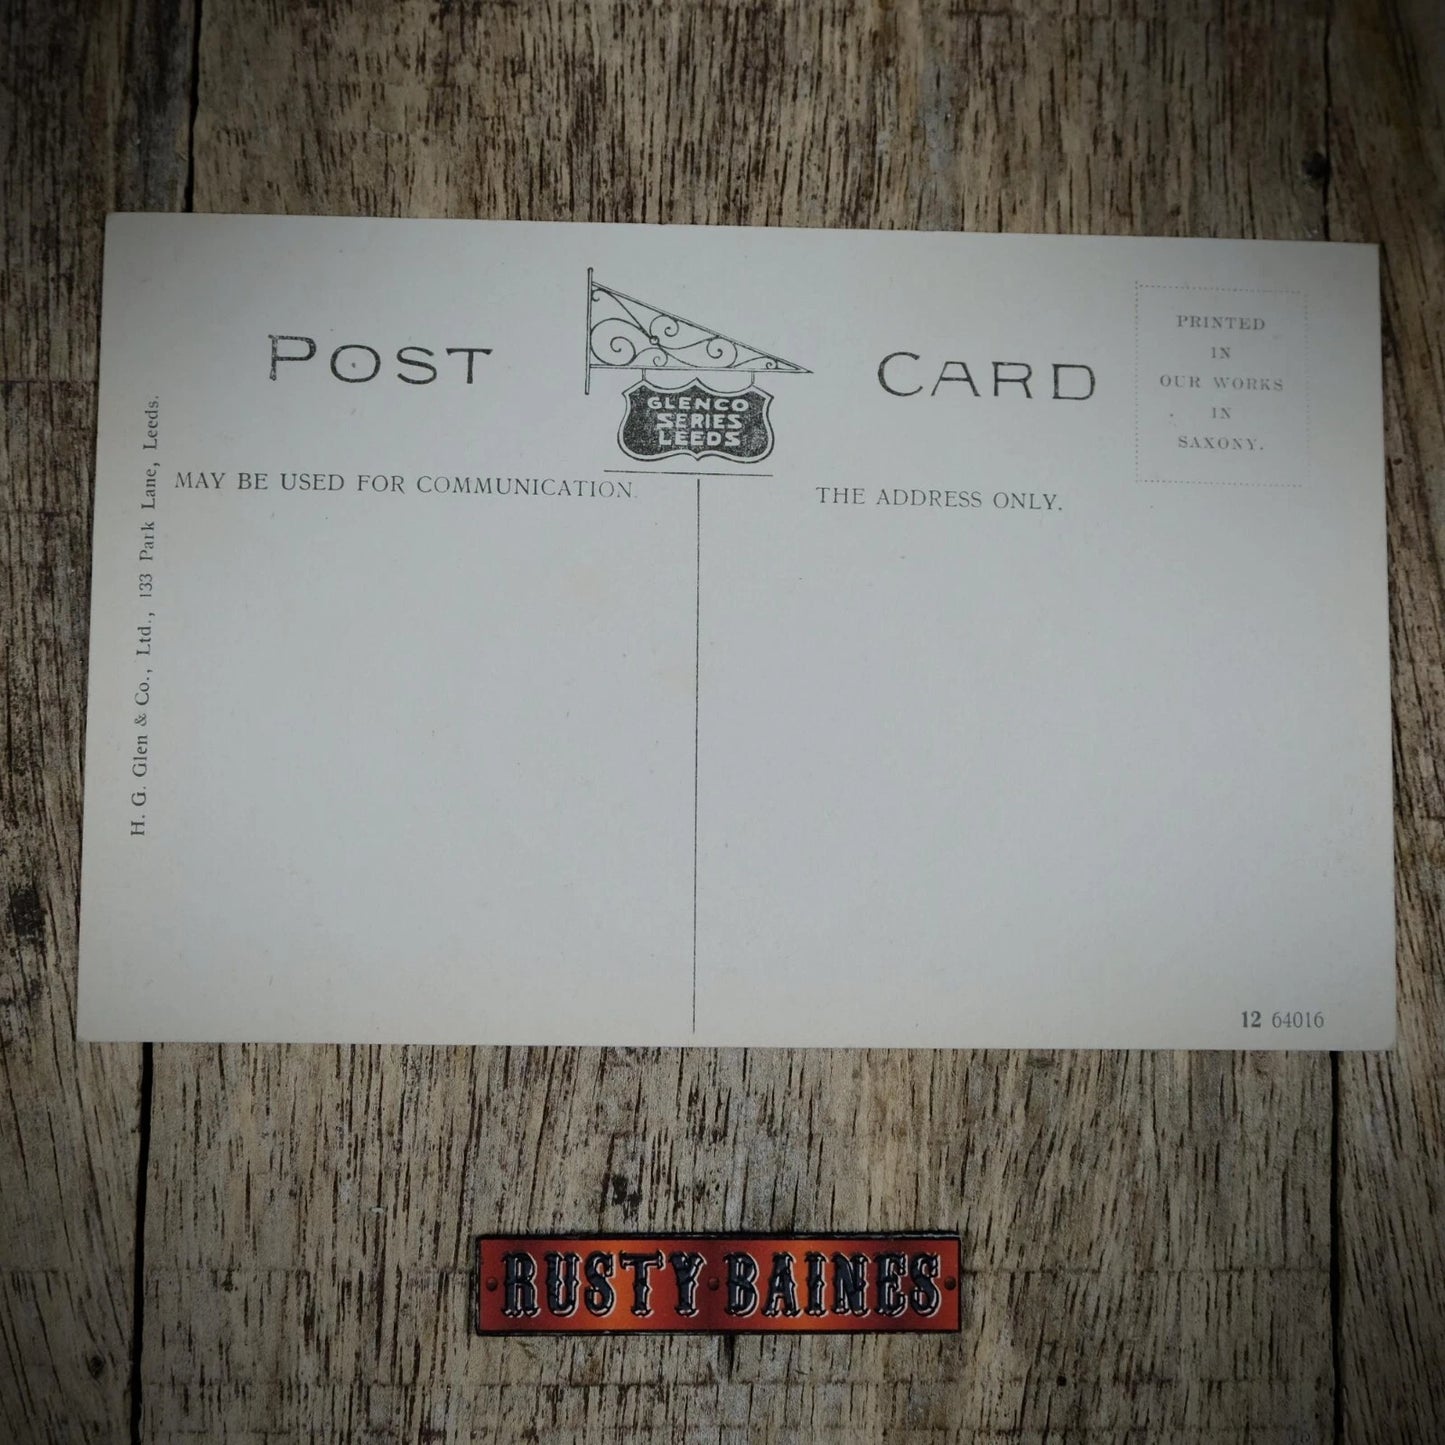 POST CARD
GLENCO
SERIES
LEEDS
PRINTED
IN
OUR WORKS
IN
SAXONY.
MAY BE USED FOR COMMUNICATION.
THE ADDRESS ONLY.
H. G. Glen & Co., Ltd., 133 Park Lane, Leeds.
12 64016
RUSTY BAINES